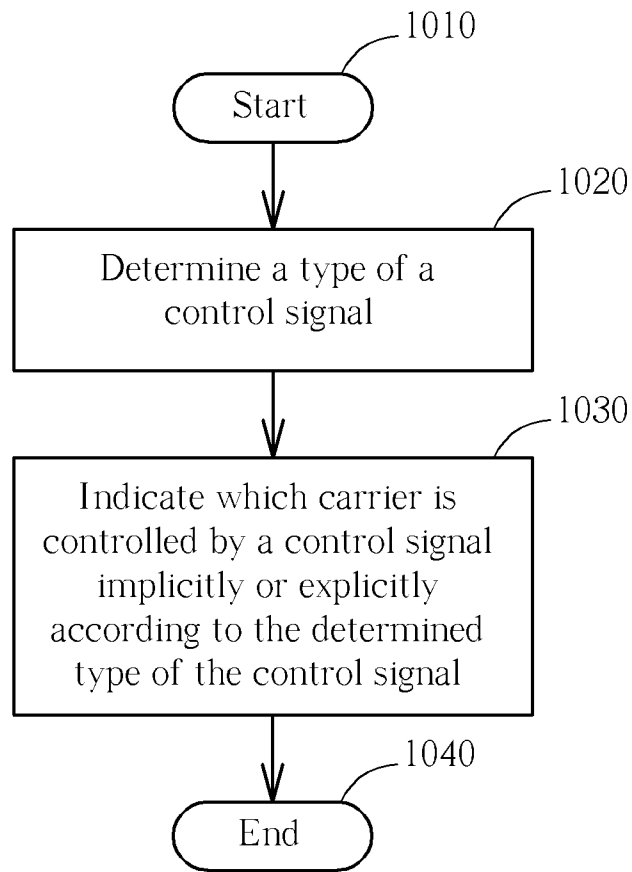 1010
Start
1020
Determine a type of a
control signal
1030
Indicate which carrier is
controlled by a control signal
implicitly or explicitly
according to the determined
type of the control signal
1040
End